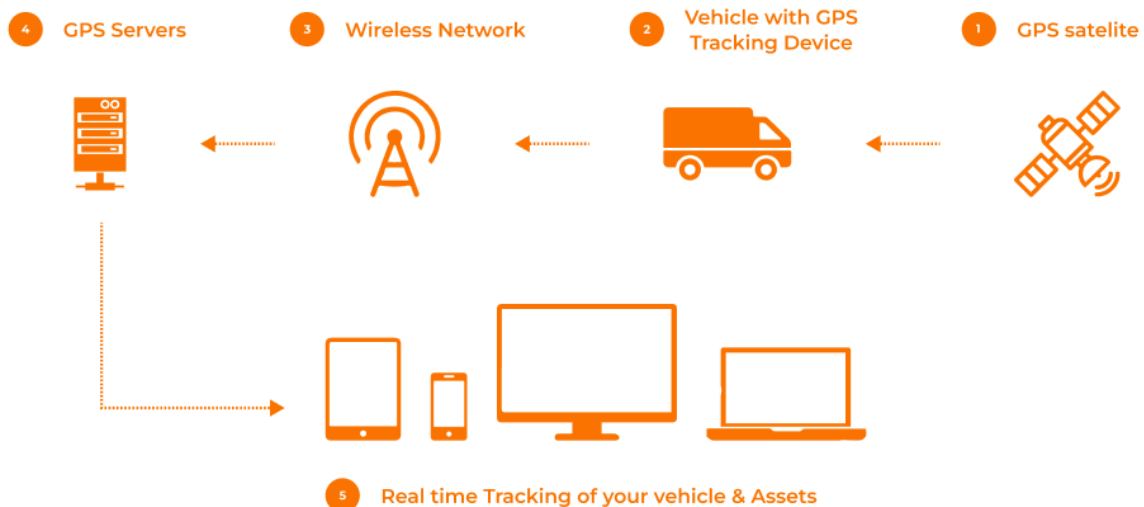 4 GPS Servers
3 Wireless Network
2 Vehicle with GPS
Tracking Device
1 GPS satelite
5 Real time Tracking of your vehicle & Assets